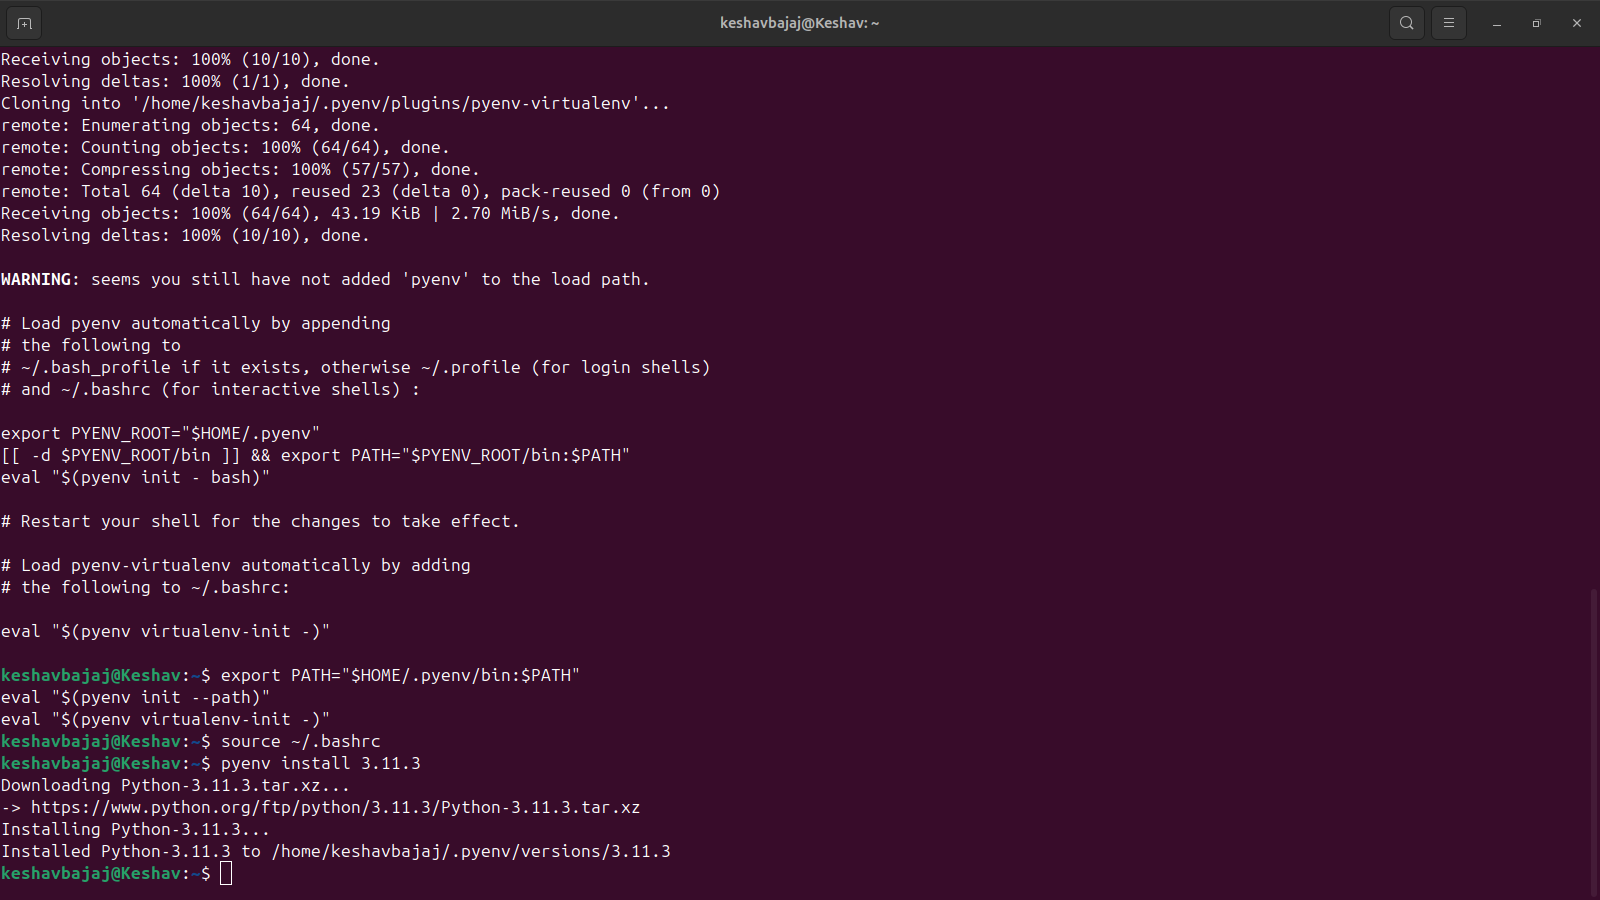 keshavbajaj@Keshav: ~
Receiving objects: 100% (10/10), done.
Resolving deltas: 100% (1/1), done.
Cloning into '/home/keshavbajaj/.pyenv/plugins/pyenv-virtualenv'...
remote: Enumerating objects: 64, done.
remote: Counting objects: 100% (64/64), done.
remote: Compressing objects: 100% (57/57), done.
remote: Total 64 (delta 10), reused 23 (delta 0), pack-reused 0 (from 0)
Receiving objects: 100% (64/64), 43.19 KiB | 2.70 MiB/s, done.
Resolving deltas: 100% (10/10), done.
WARNING: seems you still have not added 'pyenv' to the load path.
# Load pyenv automatically by appending
# the following to
# ~/.bash_profile if it exists, otherwise ~/.profile (for login shells)
# and ~/.bashrc (for interactive shells) :
export PYENV_ROOT="$HOME/.pyenv"
[[ -d $PYENV_ROOT/bin ]] && export PATH="$PYENV_ROOT/bin:$PATH"
eval "$(pyenv init - bash)"
# Restart your shell for the changes to take effect.
# Load pyenv-virtualenv automatically by adding
# the following to ~/.bashrc:
eval "$(pyenv virtualenv-init -)"
keshavbajaj@Keshav:~$ export PATH="$HOME/.pyenv/bin:$PATH"
eval "$(pyenv init --path)"
eval "$(pyenv virtualenv-init -)"
keshavbajaj@Keshav:~$ source ~/.bashrc
keshavbajaj@Keshav:~$ pyenv install 3.11.3
Downloading Python-3.11.3.tar.xz...
-> https://www.python.org/ftp/python/3.11.3/Python-3.11.3.tar.xz
Installing Python-3.11.3...
Installed Python-3.11.3 to /home/keshavbajaj/.pyenv/versions/3.11.3
keshavbajaj@Keshav:~$